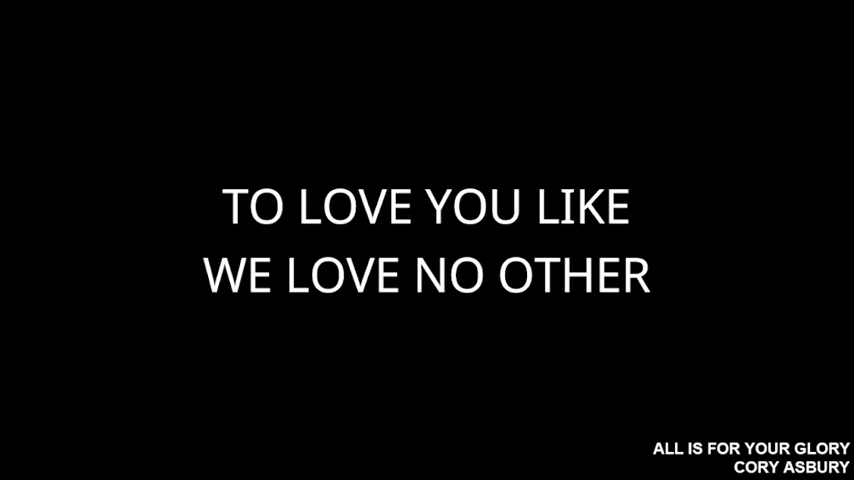 TO LOVE YOU LIKE
WE LOVE NO OTHER
ALL IS FOR YOUR GLORY
CORY ASBURY